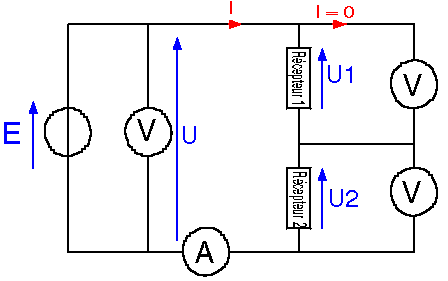 I
I = 0
E
V
U
Récepteur 1
U1
V
Récepteur 2
U2
V
A